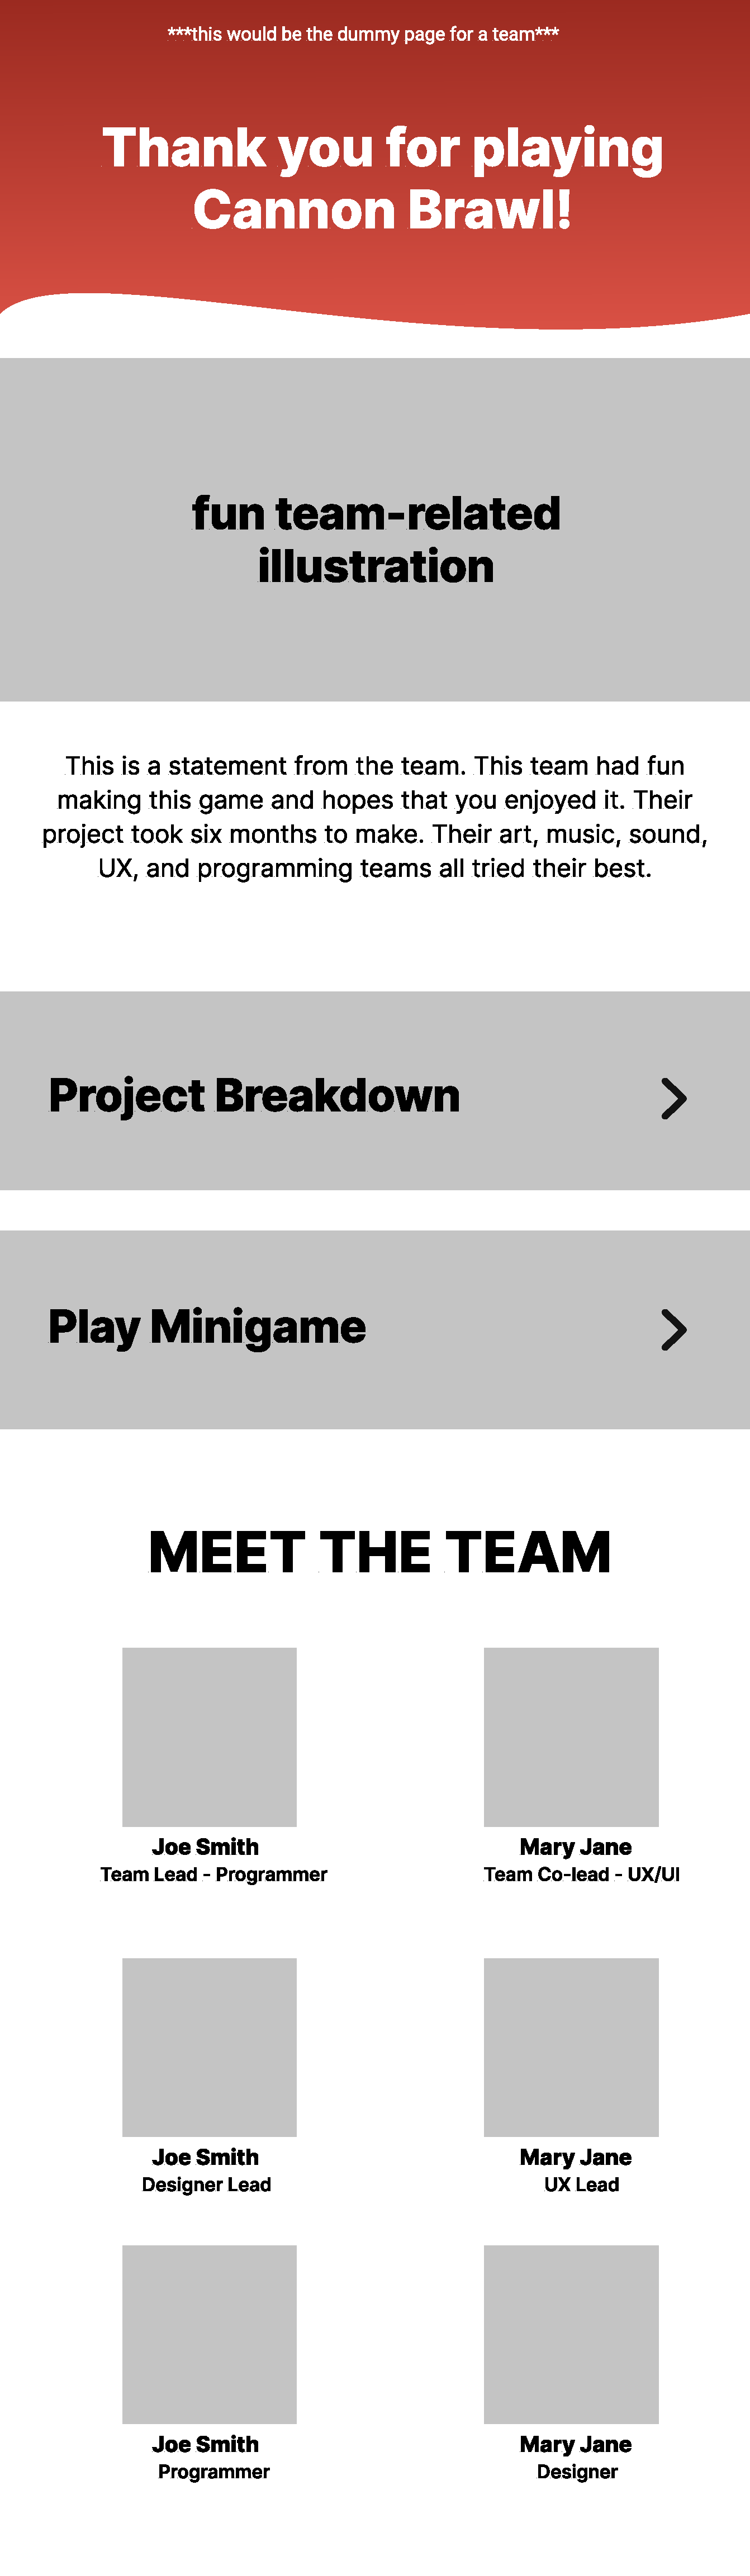 ***this would be the dummy page for a team***
Thank you for playing
Cannon Brawl!
fun team-related
illustration
This is a statement from the team. This team had fun
making this game and hopes that you enjoyed it. Their
project took six months to make. Their art, music, sound,
UX, and programming teams all tried their best.
Project Breakdown
Play Minigame
MEET THE TEAM
Joe Smith
Team Lead - Programmer
Mary Jane
Team Co-lead - UX/UI
Joe Smith
Designer Lead
Mary Jane
UX Lead
Joe Smith
Programmer
Mary Jane
Designer